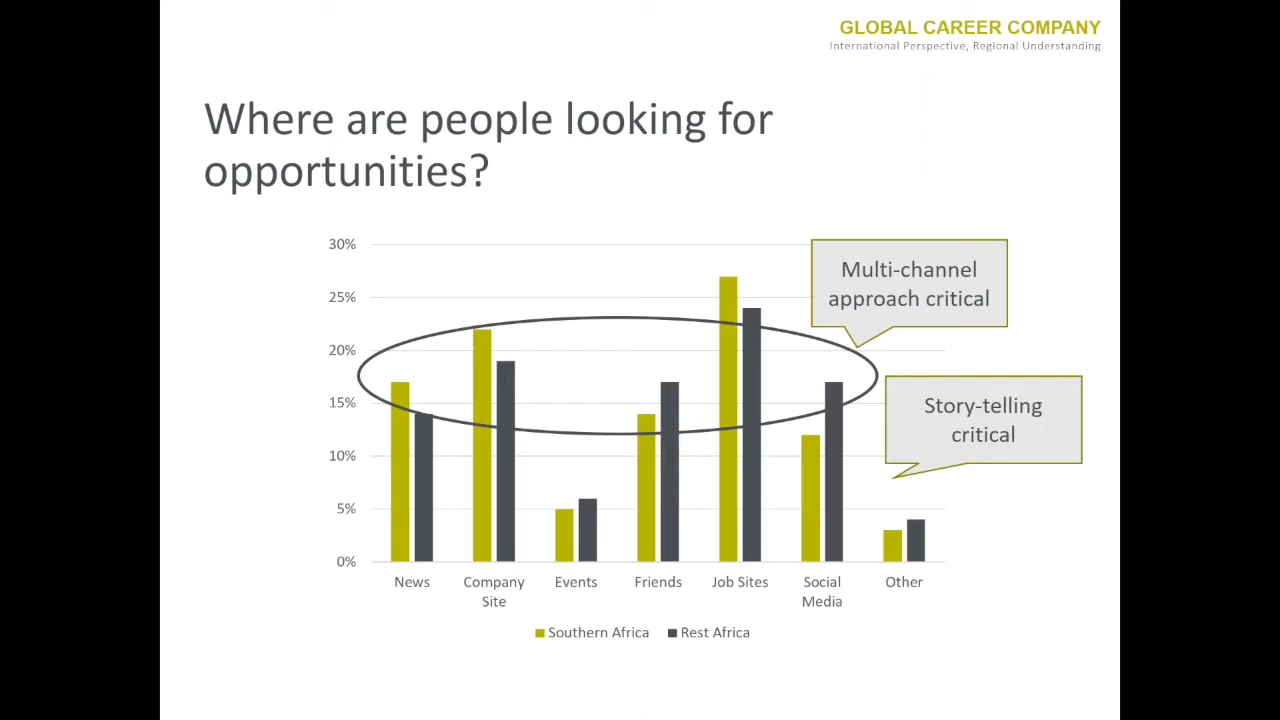 GLOBAL CAREER COMPANY
International Perspective, Regional Understanding
Where are people looking for
opportunities?
30%
25%
20%
15%
10%
5%
0%
Multi-channel
approach critical
Story-telling
critical
News
Company
Site
Events
Friends
Job Sites
Social
Media
Other
Southern Africa
Rest Africa